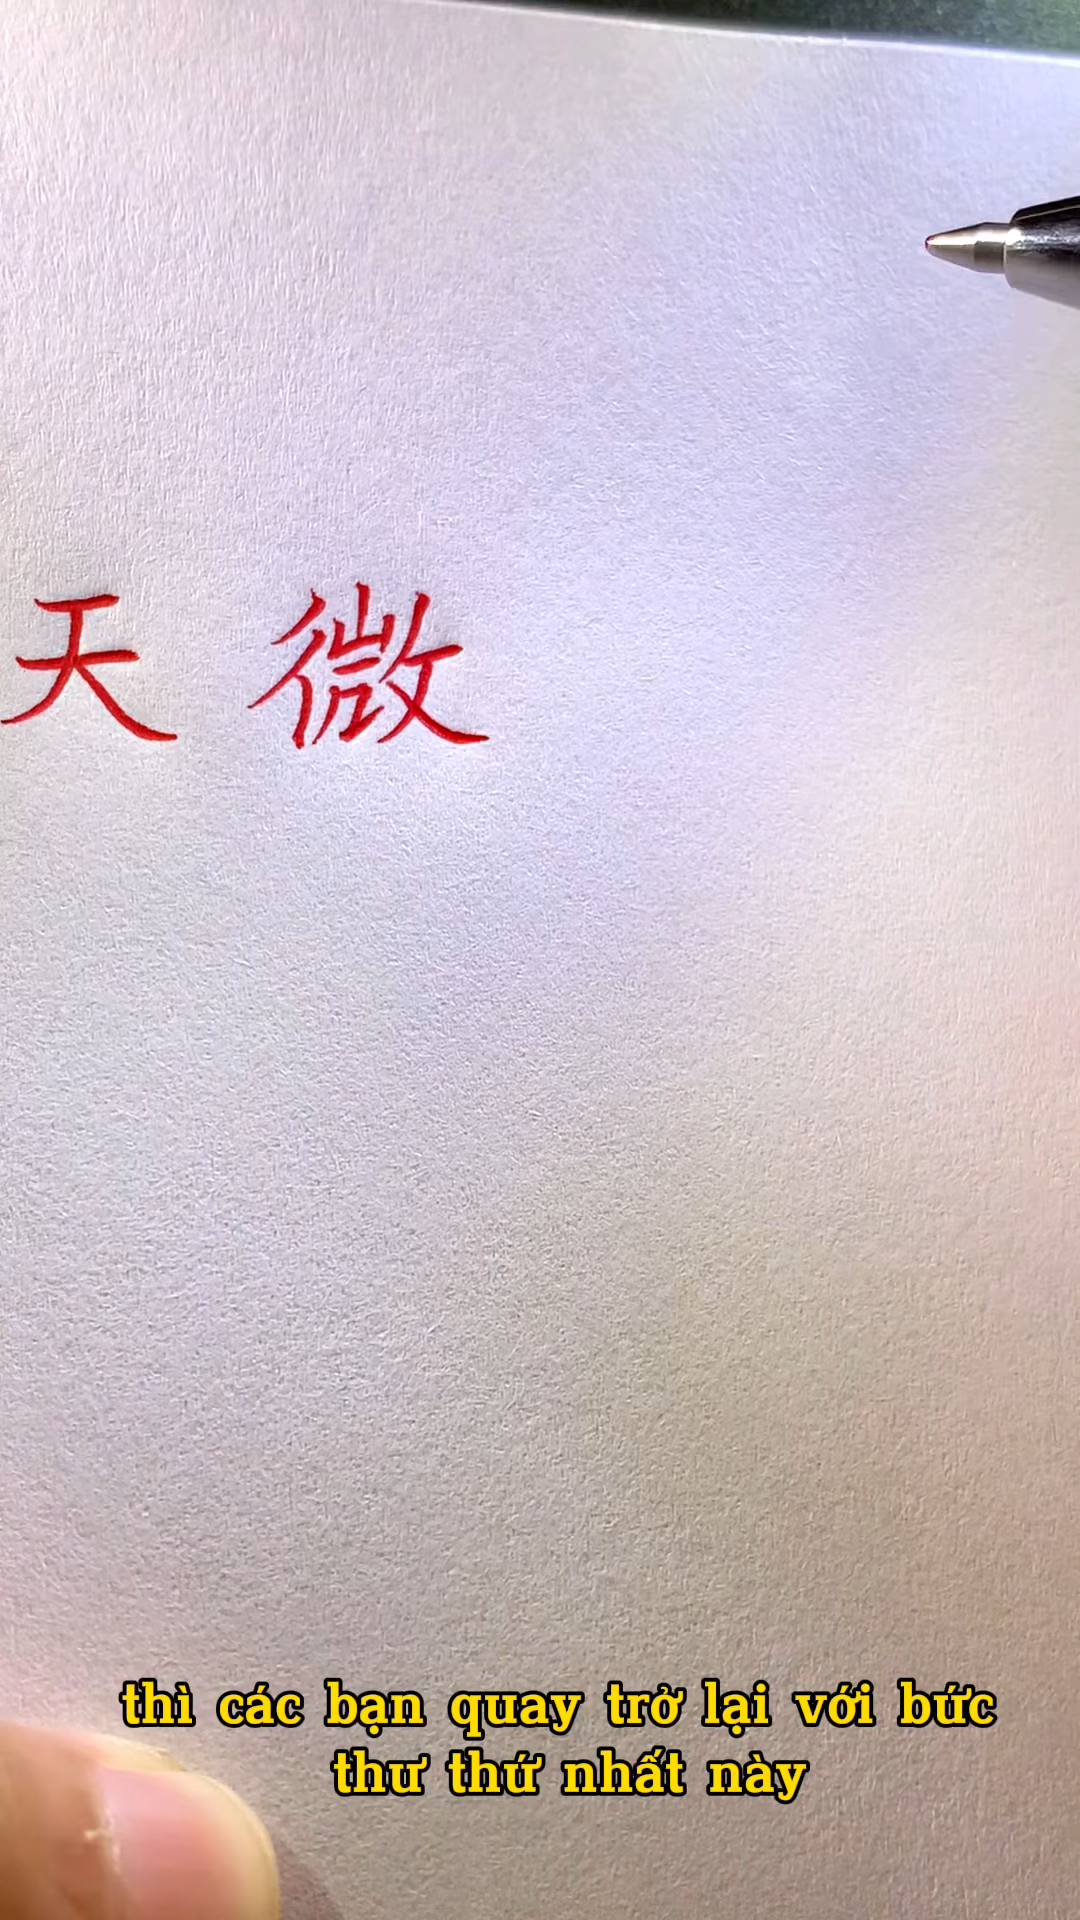 天 微
thì các bạn quay trở lại với bức
thư thứ nhất này